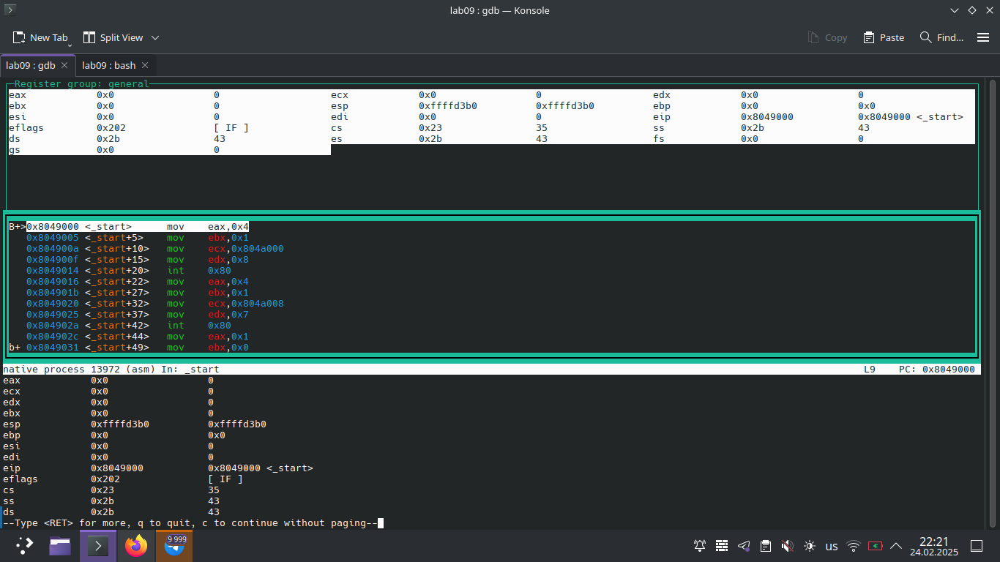 lab09 : gdb — Konsole
New Tab Split View Copy Paste Find...
lab09 : gdb lab09 : bash
Register group: general
eax 0x0 0 ecx 0x0 0 edx 0x0 0
ebx 0x0 0 esp 0xffffd3b0 0xffffd3b0 ebp 0x0 0x0
esi 0x0 0 edi 0x0 0 eip 0x8049000 0x8049000 <_start>
eflags 0x202 [ IF ] cs 0x23 35 ss 0x2b 43
ds 0x2b 43 es 0x2b 43 fs 0x0 0
gs 0x0 0
B+>0x8049000 <_start> mov eax,0x4
0x8049005 <_start+5> mov ebx,0x1
0x804900a <_start+10> mov ecx,0x804a000
0x804900f <_start+15> mov edx,0x8
0x8049014 <_start+20> int 0x80
0x8049016 <_start+22> mov eax,0x4
0x804901b <_start+27> mov ebx,0x1
0x8049020 <_start+32> mov ecx,0x804a008
0x8049025 <_start+37> mov edx,0x7
0x804902a <_start+42> int 0x80
0x804902c <_start+44> mov eax,0x1
b+ 0x8049031 <_start+49> mov ebx,0x0
native process 13972 (asm) In: _start L9 PC: 0x8049000
eax 0x0 0
ecx 0x0 0
edx 0x0 0
ebx 0x0 0
esp 0xffffd3b0 0xffffd3b0
ebp 0x0 0x0
esi 0x0 0
edi 0x0 0
eip 0x8049000 0x8049000 <_start>
eflags 0x202 [ IF ]
cs 0x23 35
ss 0x2b 43
ds 0x2b 43
--Type <RET> for more, q to quit, c to continue without paging--
9 999
us
22:21
24.02.2025